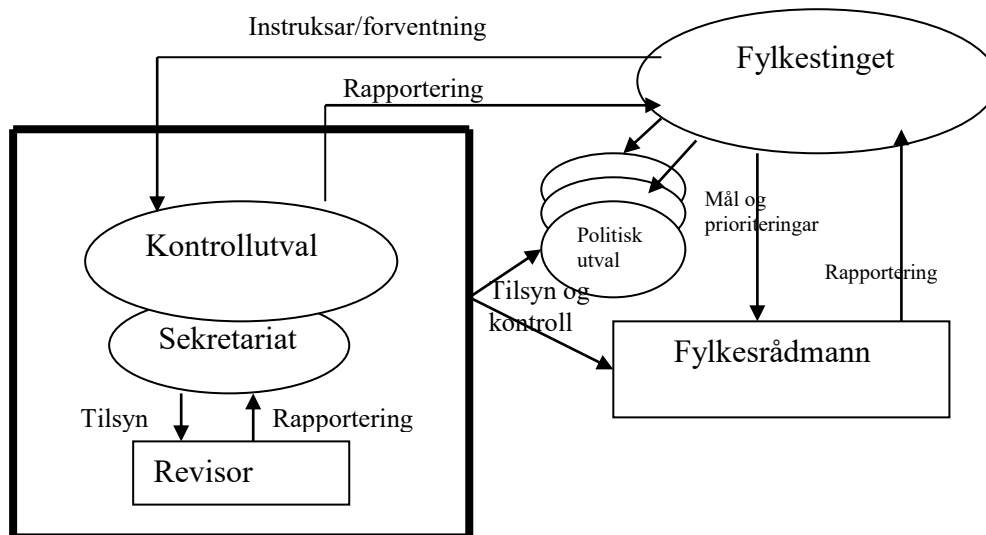 Instruksar/forventning
Fylkestinget
Rapportering
Kontrollutval
Mål og
prioriteringar
Politisk
utval
Rapportering
Tilsyn og
kontroll
Sekretariat
Fylkesrådmann
Tilsyn
Rapportering
Revisor